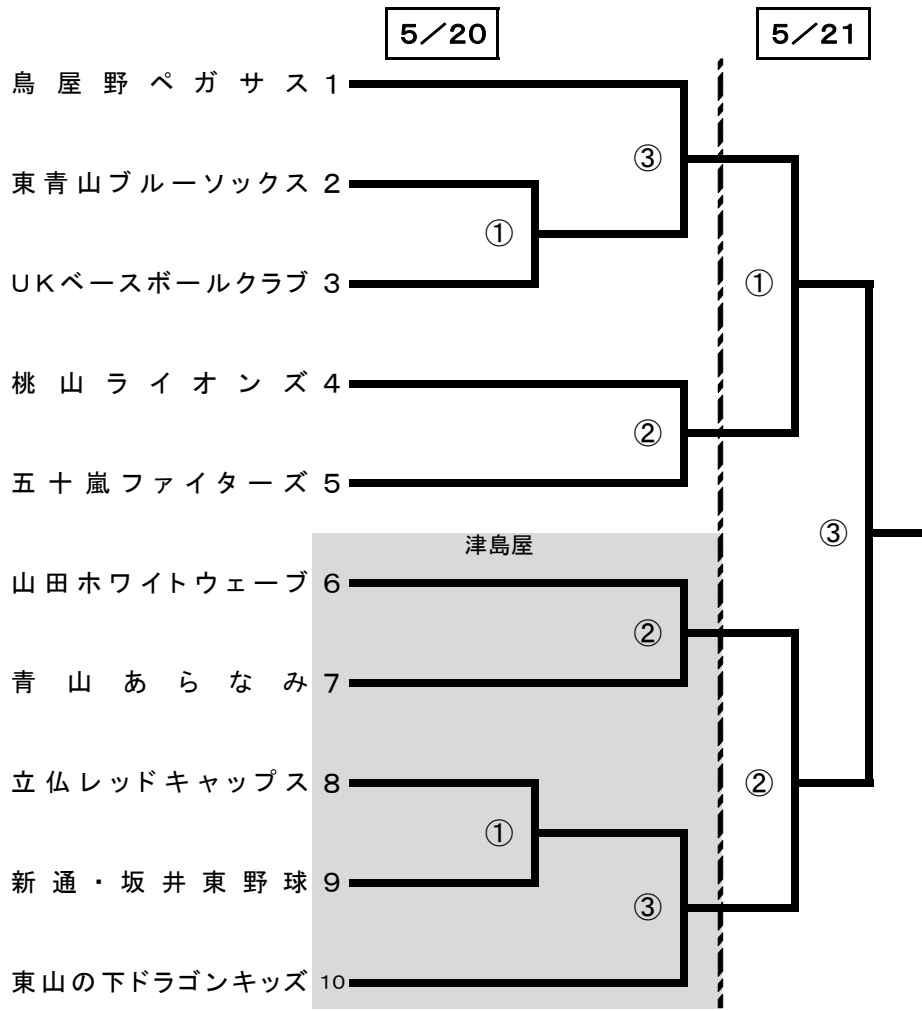 5/20
5/21
鳥屋野ペガサス 1
③
東青山ブルーソックス 2
①
UKベースボールクラブ 3
①
桃山ライオンズ 4
②
五十嵐ファイターズ 5
③
津島屋
山田ホワイトウェーブ 6
②
青山あらなみ 7
立仏レッドキャップス 8
②
①
新通・坂井東野球 9
③
東山の下ドラゴンキッズ 10